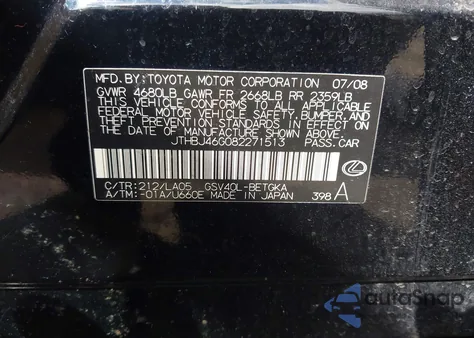 MFD. BY: TOYOTA MOTOR CORPORATION 07/08
GVWR 4680LB GAWR FR 2668LB RR 2359LB
THIS VEHICLE CONFORMS TO ALL APPLICABLE
FEDERAL MOTOR VEHICLE SAFETY, BUMPER, AND
THEFT PREVENTION STANDARDS IN EFFECT ON
THE DATE OF MANUFACTURE SHOWN ABOVE.
JTHBJ46G082271513 PASS.CAR
C/TR: 212/LA05 GSV40L-BETGKA
A/TM: -01A/U660E MADE IN JAPAN 398 A
autoSnap